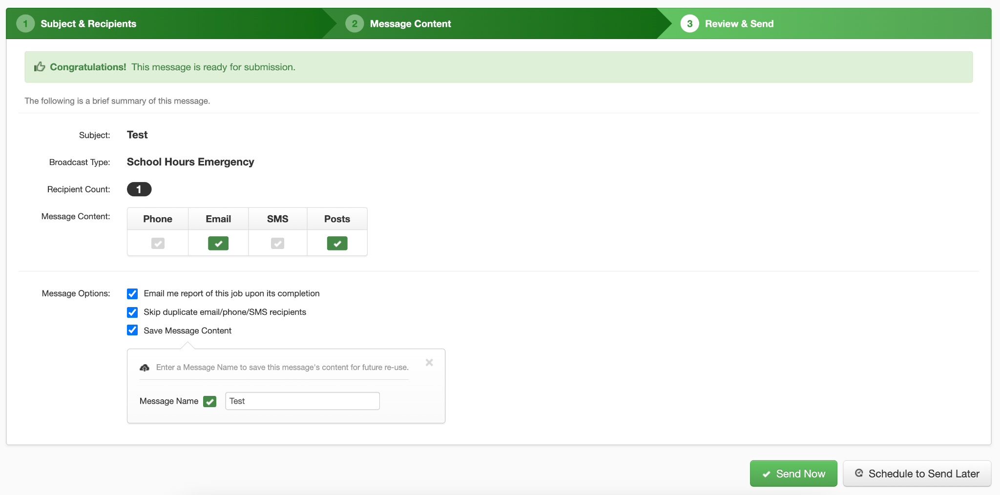 1 Subject & Recipients
2 Message Content
3 Review & Send
Congratulations! This message is ready for submission.
The following is a brief summary of this message.
Subject: Test
Broadcast Type: School Hours Emergency
Recipient Count: 1
Message Content:
Phone Email SMS Posts
Message Options:
Email me report of this job upon its completion
Skip duplicate email/phone/SMS recipients
Save Message Content
Enter a Message Name to save this message's content for future re-use.
Message Name Test
Send Now
Schedule to Send Later